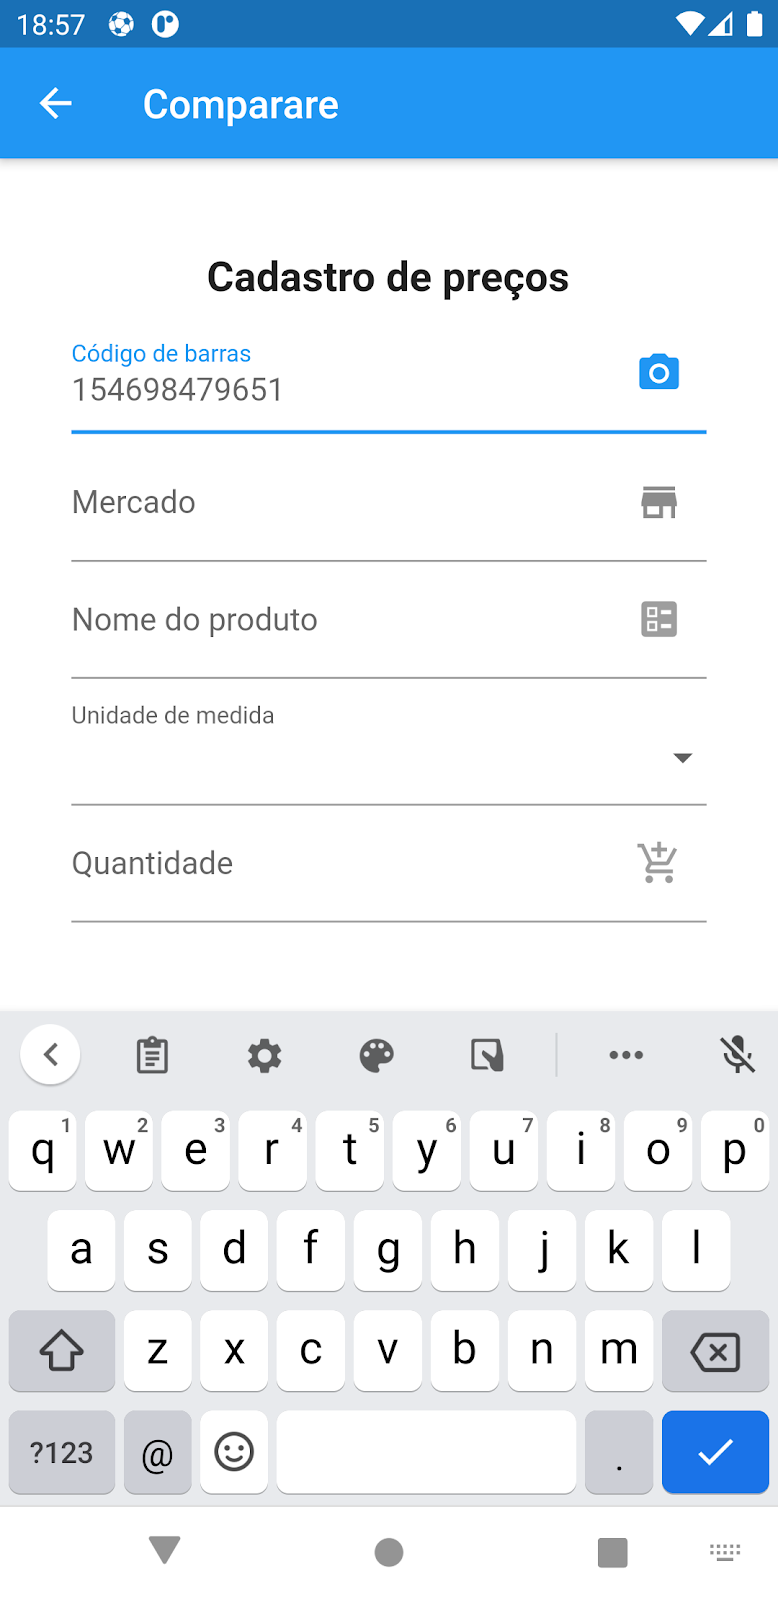 18:57
Comparare
Cadastro de preços
Código de barras
154698479651
Mercado
Nome do produto
Unidade de medida
Quantidade
q 1 w 2 e 3 r 4 t 5 y 6 u 7 i 8 o 9 p 0
a s d f g h j k l
z x c v b n m
?123 @ .